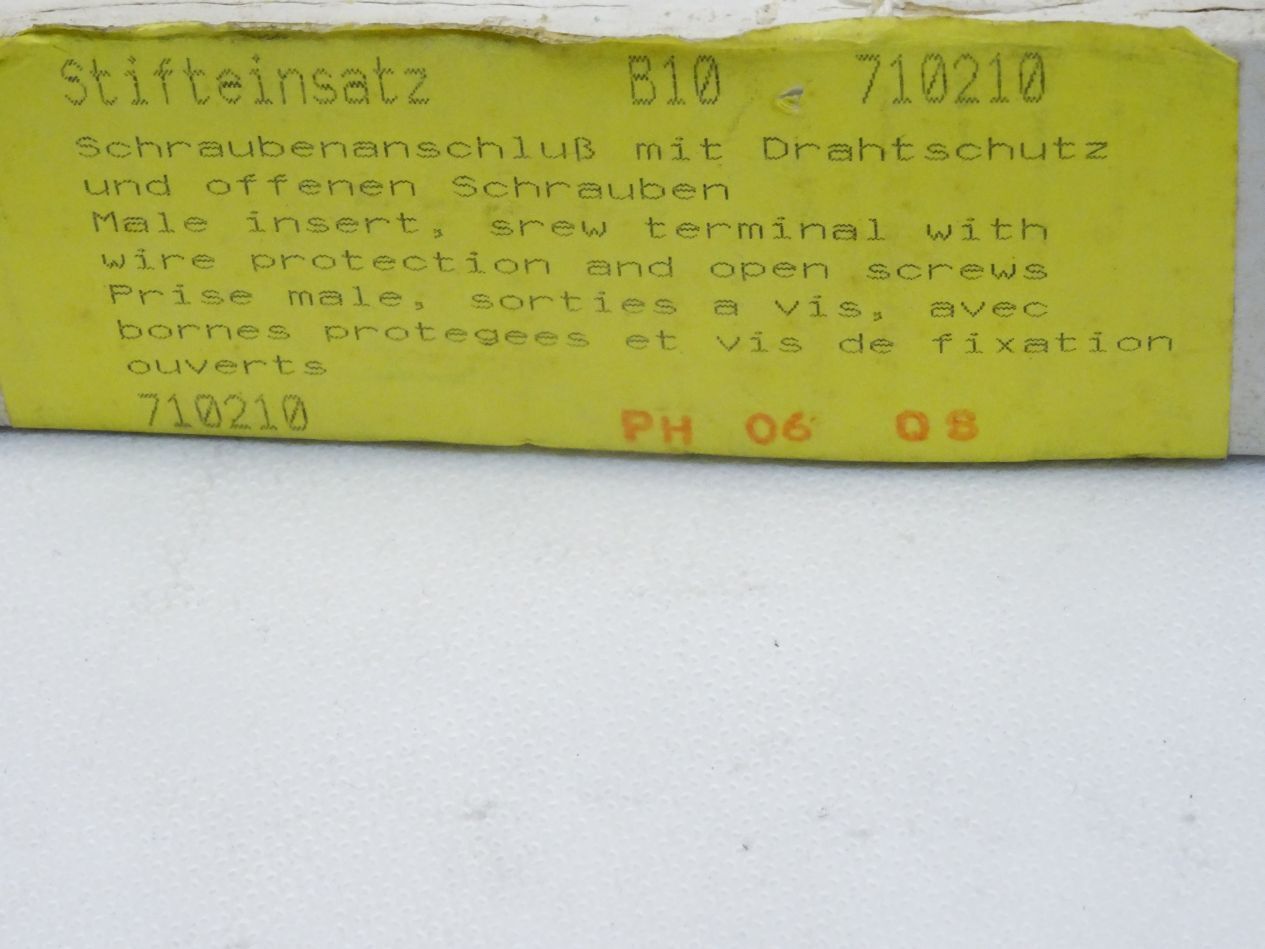 Stifteinsatz B10 710210
Schraubenanschluß mit Drahtschutz
und offenen Schrauben
Male insert, srew terminal with
wire protection and open screws
Prise male, sorties a vis, avec
bornes protegees et vis de fixation
ouverts
710210 PH 06 Q8